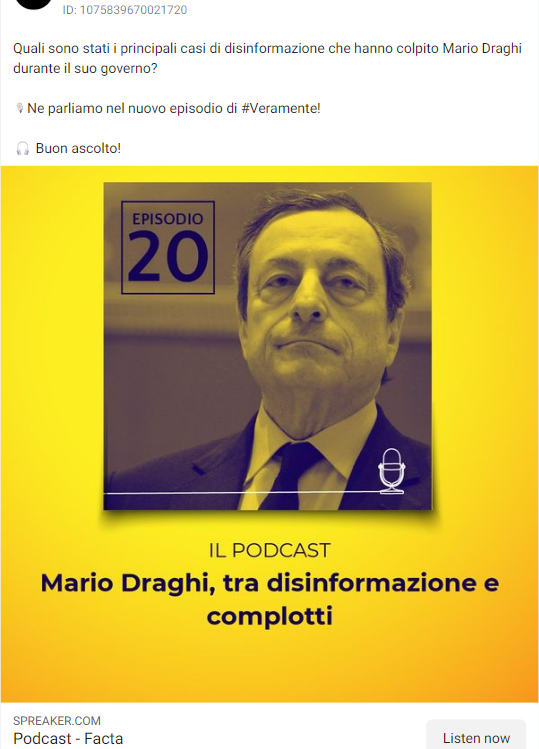 ID: 1075839670021720
Quali sono stati i principali casi di disinformazione che hanno colpito Mario Draghi
durante il suo governo?
🎙Ne parliamo nel nuovo episodio di #Veramente!
🎧 Buon ascolto!
EPISODIO
20
IL PODCAST
Mario Draghi, tra disinformazione e
complotti
SPREAKER.COM
Podcast - Facta
Listen now